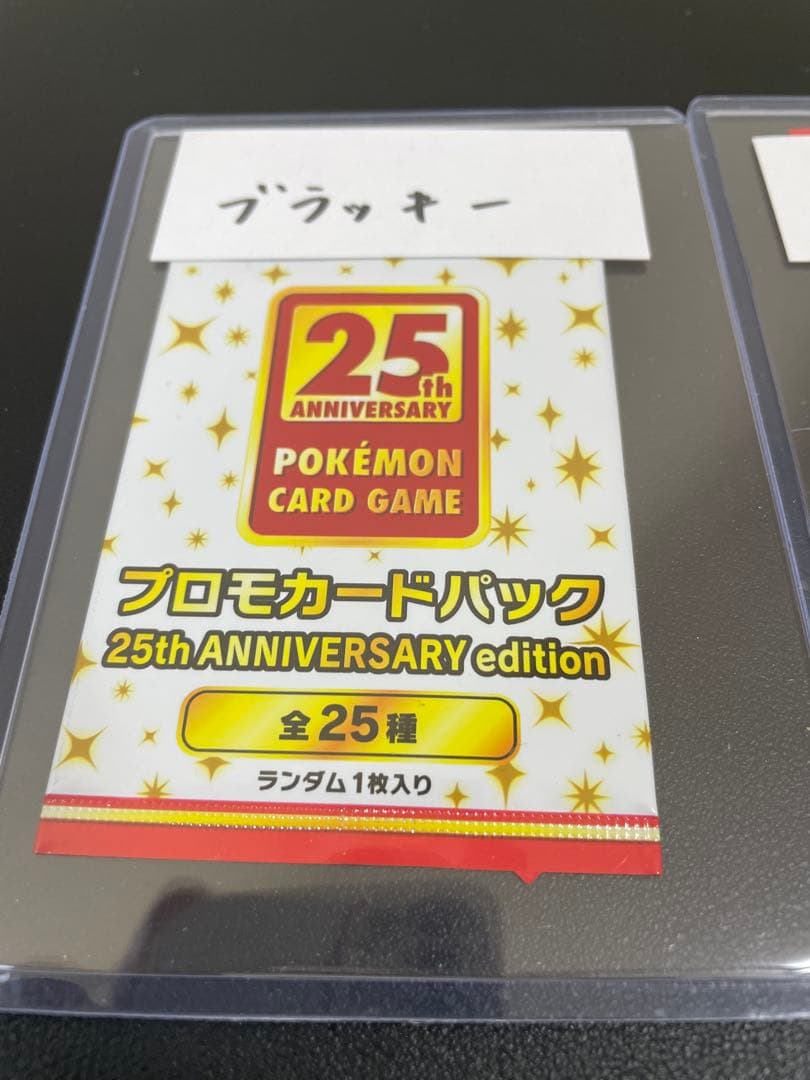 ブラッキー
25th
ANNIVERSARY
POKÉMON
CARD GAME
プロモカードパック
25th ANNIVERSARY edition
全25種
ランダム1枚入り